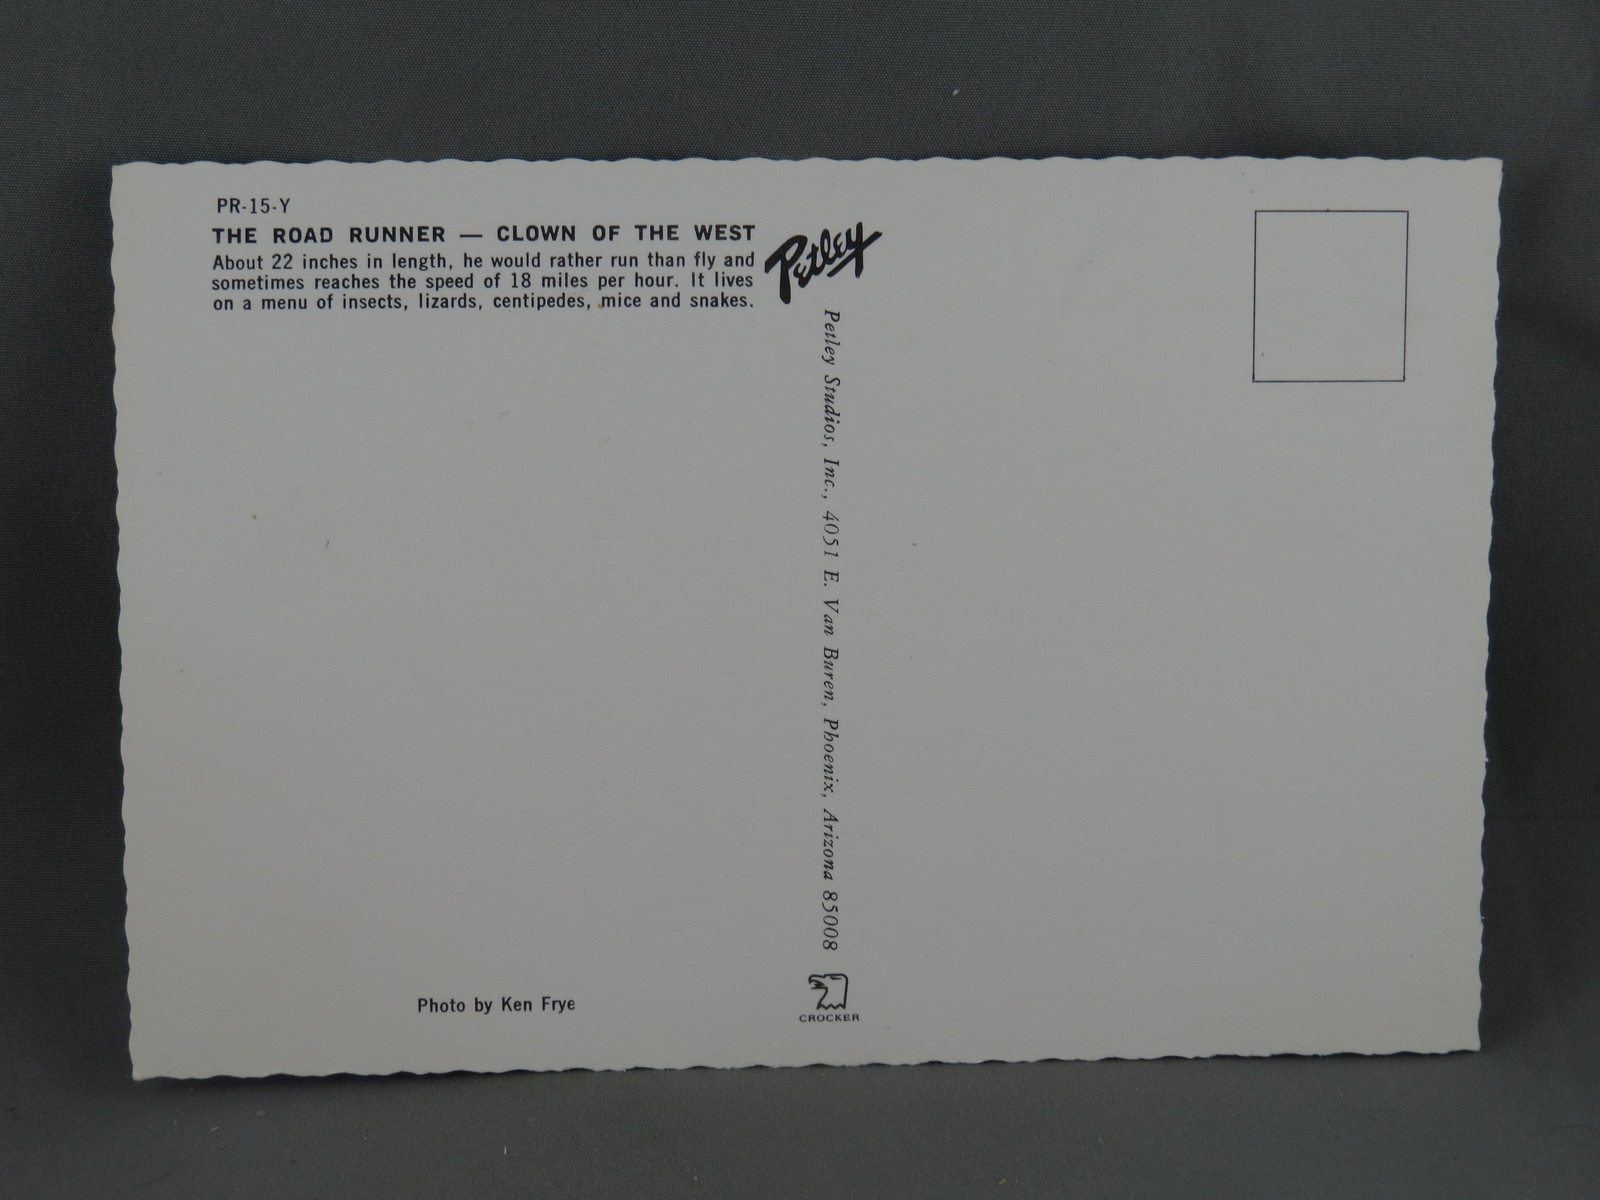 PR-15-Y
THE ROAD RUNNER — CLOWN OF THE WEST
About 22 inches in length, he would rather run than fly and
sometimes reaches the speed of 18 miles per hour. It lives
on a menu of insects, lizards, centipedes, mice and snakes.
Petley
Petley Studios, Inc., 4051 E. Van Buren, Phoenix, Arizona 85008
Photo by Ken Frye
CROCKER